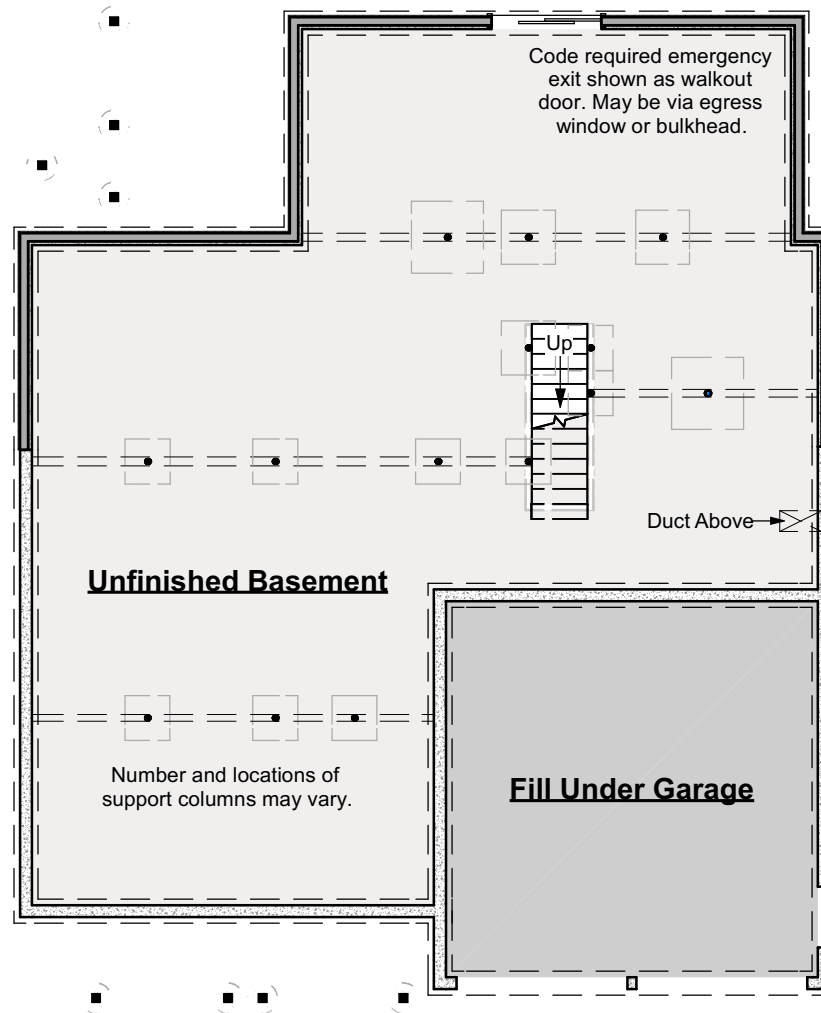 Code required emergency
exit shown as walkout
door. May be via egress
window or bulkhead.
Up
Duct Above
Unfinished Basement
Fill Under Garage
Number and locations of
support columns may vary.